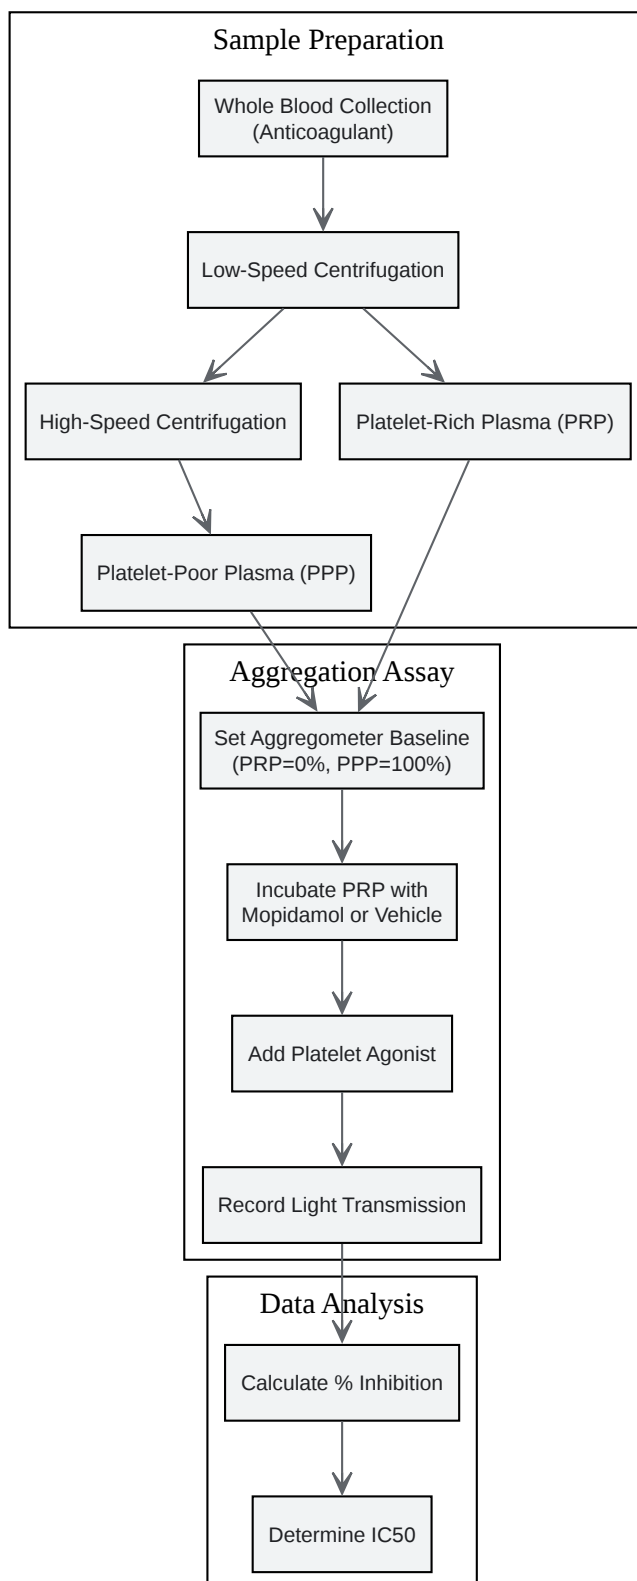 Sample Preparation
Whole Blood Collection
(Anticoagulant)
Low-Speed Centrifugation
High-Speed Centrifugation
Platelet-Rich Plasma (PRP)
Platelet-Poor Plasma (PPP)
Aggregation Assay
Set Aggregometer Baseline
(PRP=0%, PPP=100%)
Incubate PRP with
Mopidamol or Vehicle
Add Platelet Agonist
Record Light Transmission
Data Analysis
Calculate % Inhibition
Determine IC50